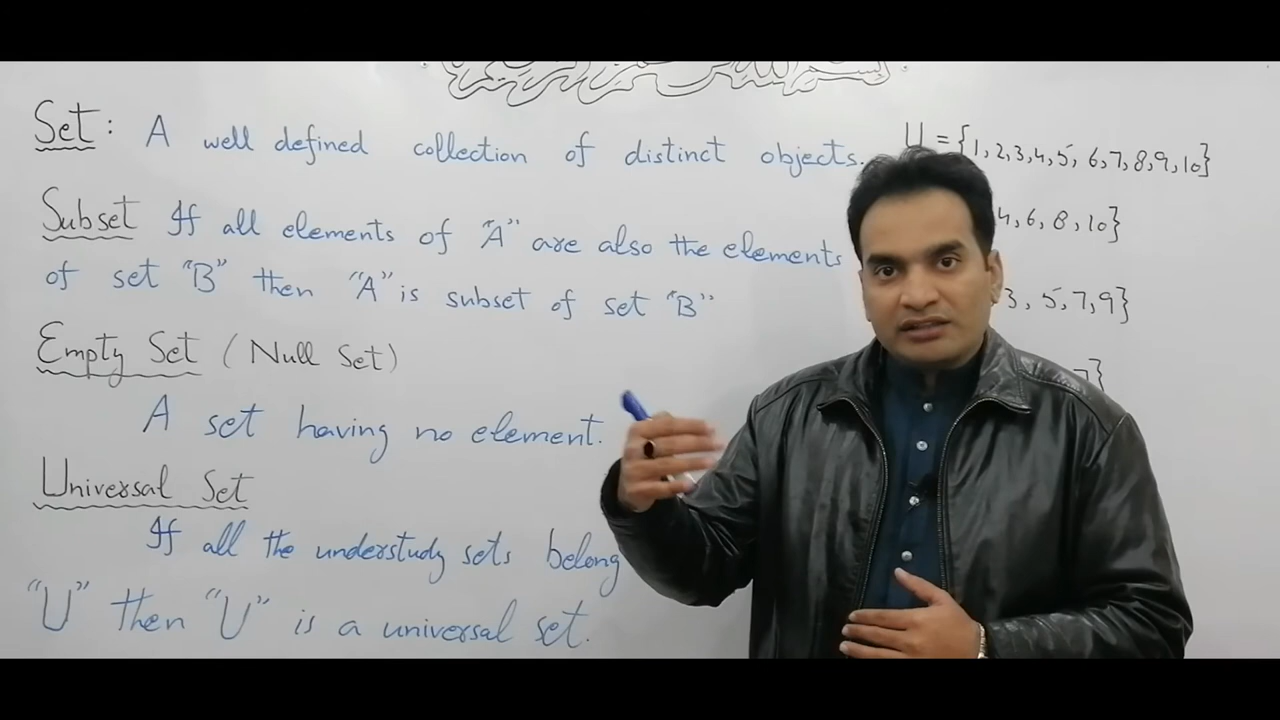 Set: A well defined collection of distinct objects.
U = {1, 2, 3, 4, 5, 6, 7, 8, 9, 10}
Subset If all elements of "A" are also the elements
4, 6, 8, 10}
of set "B" then "A" is subset of set "B"
3, 5, 7, 9}
Empty Set (Null Set)
7}
A set having no element.
Universal Set
If all the understudy sets belong
"U" then "U" is a universal set.